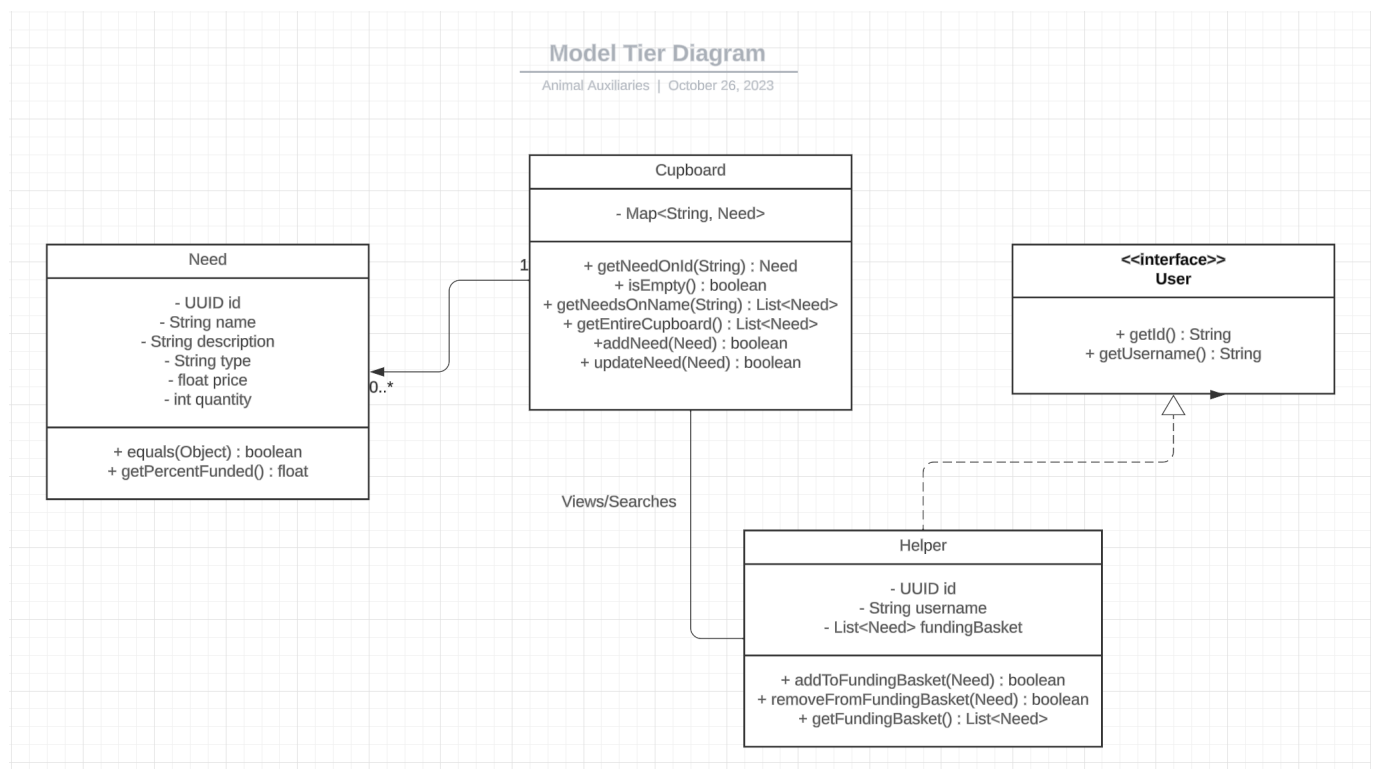 Model Tier Diagram
Animal Auxiliaries | October 26, 2023
Cupboard
- Map<String, Need>
+ getNeedOnId(String) : Need
+ isEmpty() : boolean
+ getNeedsOnName(String) : List<Need>
+ getEntireCupboard() : List<Need>
+addNeed(Need) : boolean
+ updateNeed(Need) : boolean
1
0..*
Need
- UUID id
- String name
- String description
- String type
- float price
- int quantity
+ equals(Object) : boolean
+ getPercentFunded() : float
<<interface>>
User
+ getId() : String
+ getUsername() : String
Views/Searches
Helper
- UUID id
- String username
- List<Need> fundingBasket
+ addToFundingBasket(Need) : boolean
+ removeFromFundingBasket(Need) : boolean
+ getFundingBasket() : List<Need>